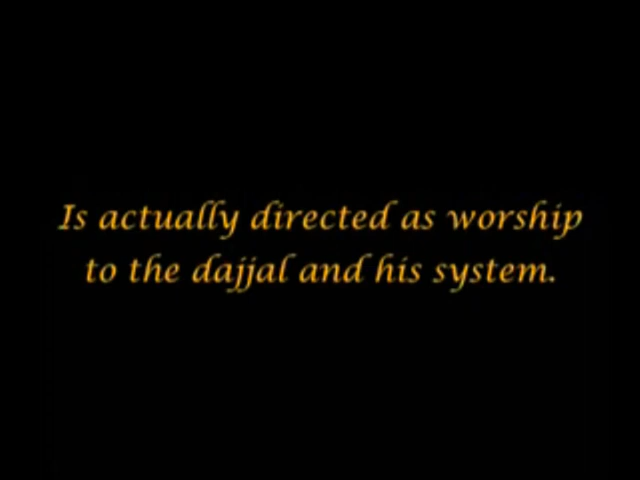 Is actually directed as worship
to the dajjal and his system.